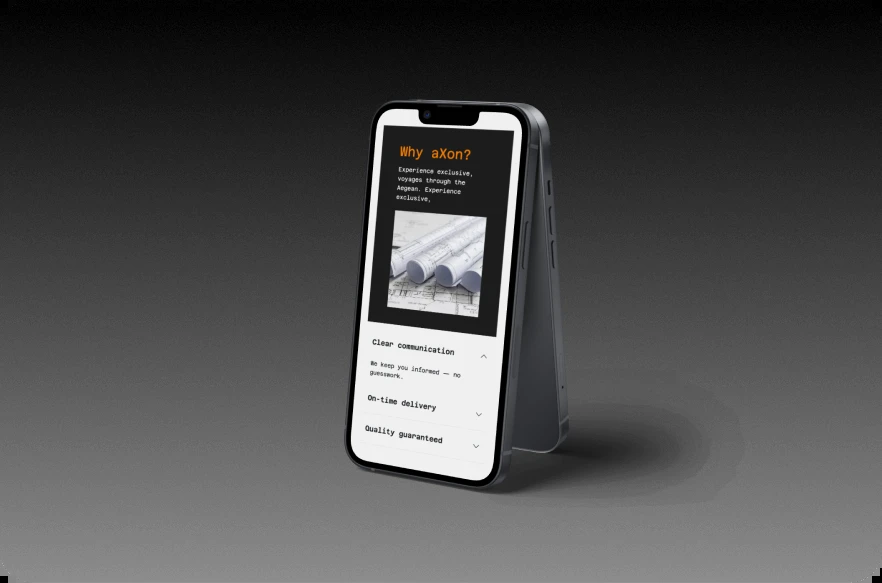 Why aXon?
Experience exclusive,
voyages through the
Aegean. Experience
exclusive,
Clear communication
We keep you informed — no
guesswork.
On-time delivery
Quality guaranteed